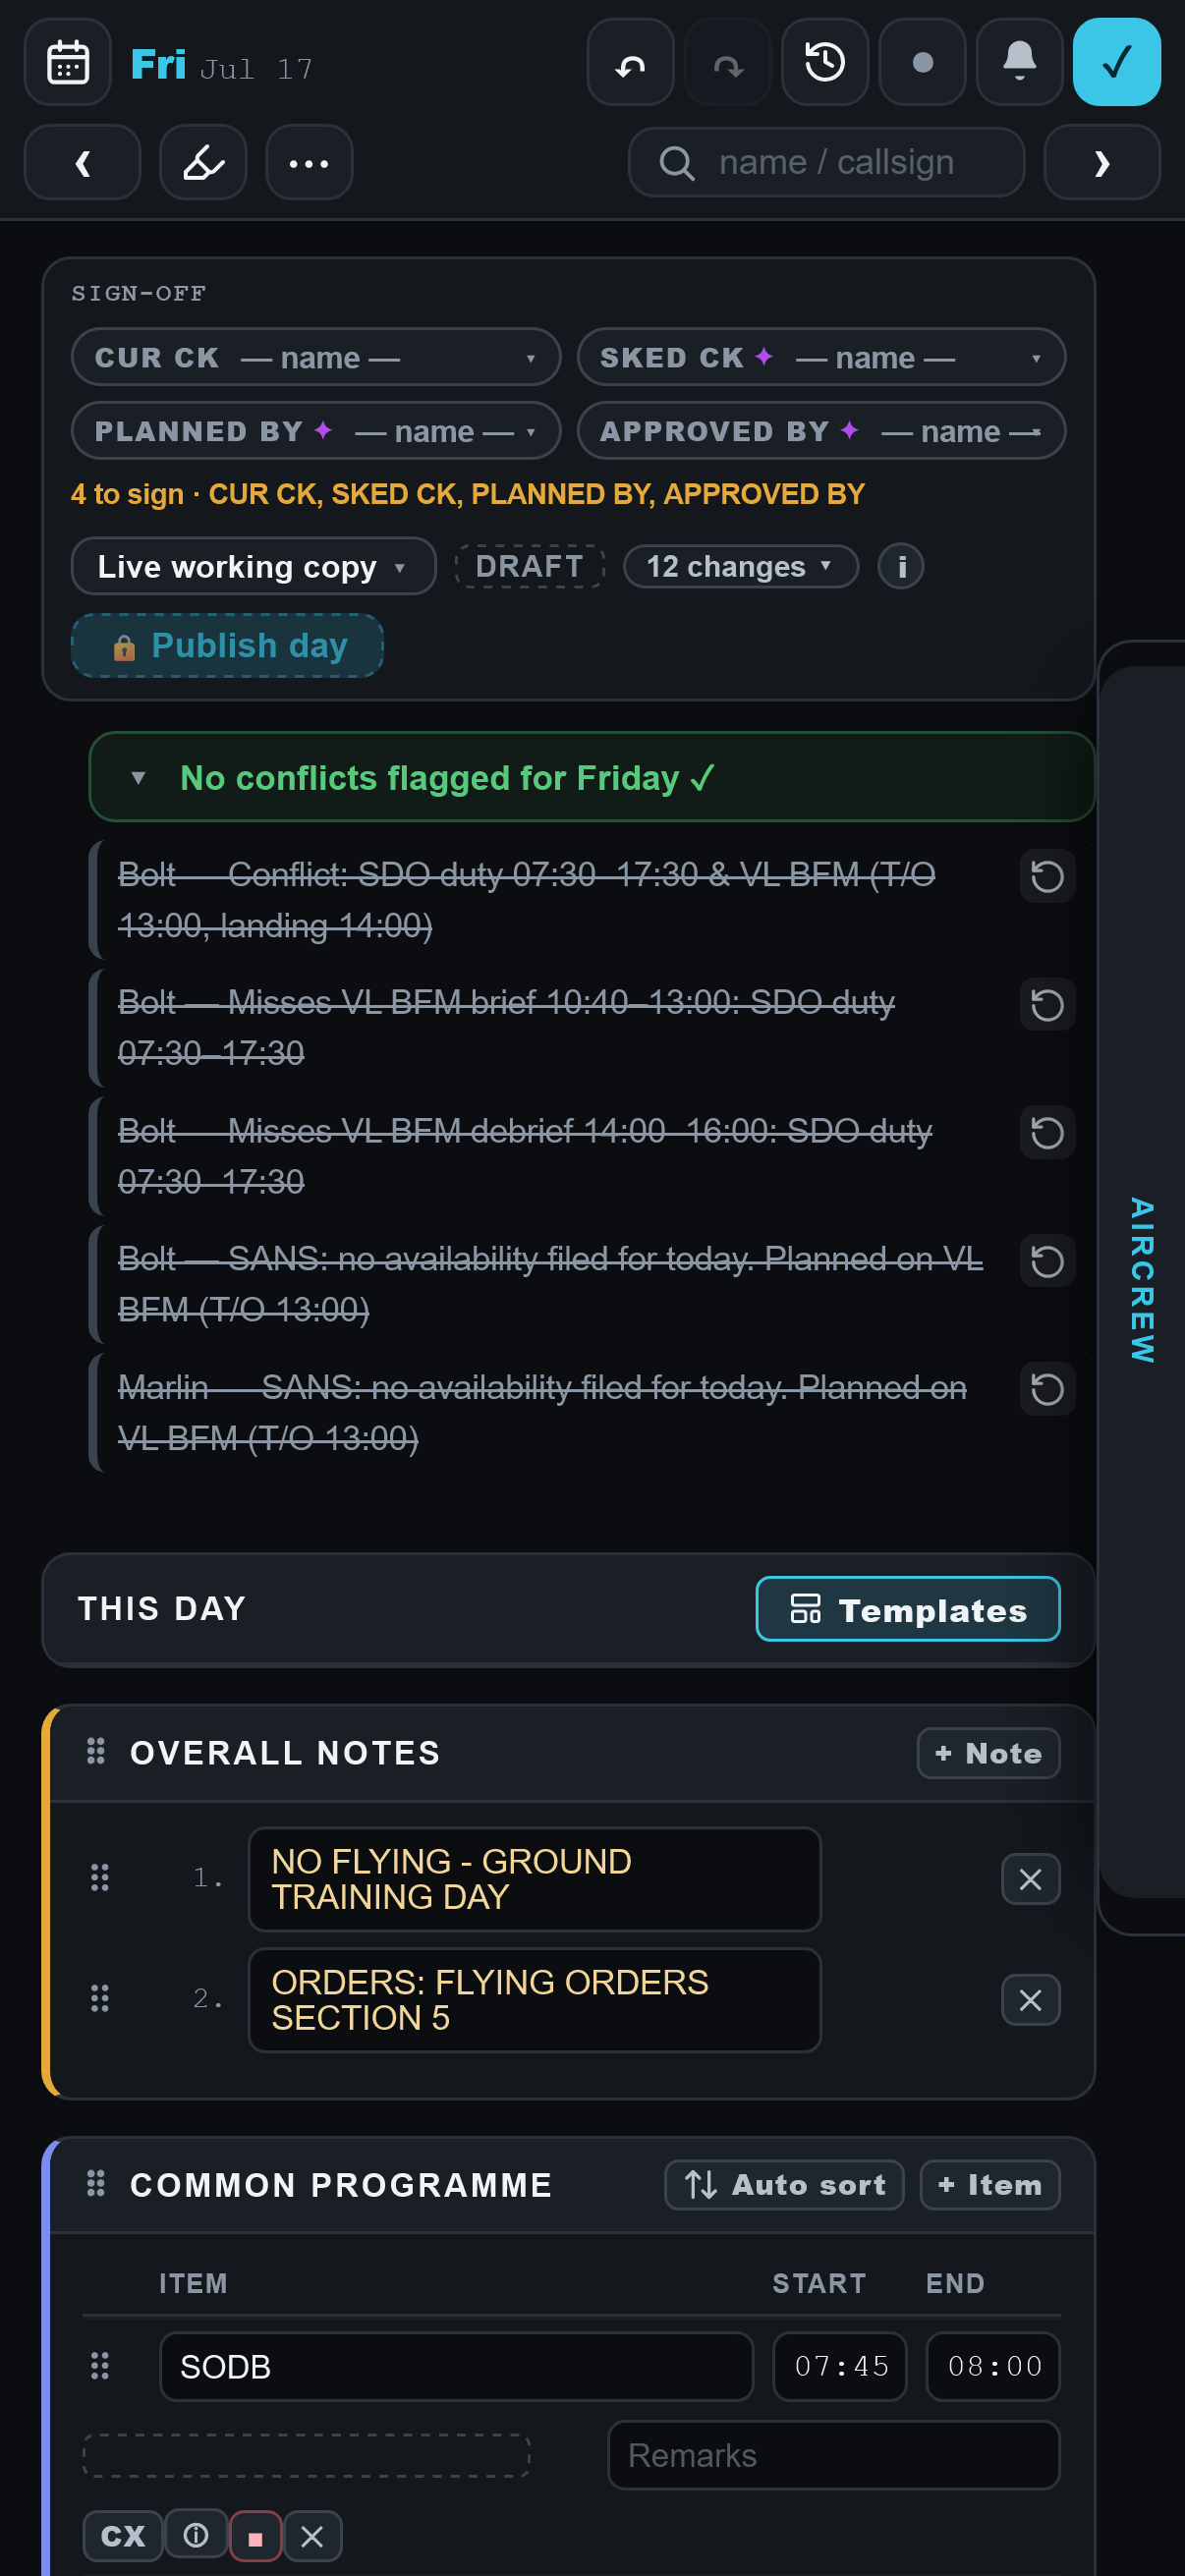 Fri Jul 17
name / callsign
SIGN-OFF
CUR CK — name —
SKED CK ✦ — name —
PLANNED BY ✦ — name —
APPROVED BY ✦ — name —
4 to sign · CUR CK, SKED CK, PLANNED BY, APPROVED BY
Live working copy
DRAFT
12 changes
i
Publish day
No conflicts flagged for Friday ✓
Bolt — Conflict: SDO duty 07:30–17:30 & VL BFM (T/O
13:00, landing 14:00)
Bolt — Misses VL BFM brief 10:40–13:00: SDO duty
07:30–17:30
Bolt — Misses VL BFM debrief 14:00–16:00: SDO duty
07:30–17:30
Bolt — SANS: no availability filed for today. Planned on VL
BFM (T/O 13:00)
Marlin — SANS: no availability filed for today. Planned on
VL BFM (T/O 13:00)
AIRCREW
THIS DAY
Templates
OVERALL NOTES
+ Note
1. NO FLYING - GROUND
TRAINING DAY
2. ORDERS: FLYING ORDERS
SECTION 5
COMMON PROGRAMME
Auto sort
+ Item
ITEM START END
SODB 07:45 08:00
Remarks
CX